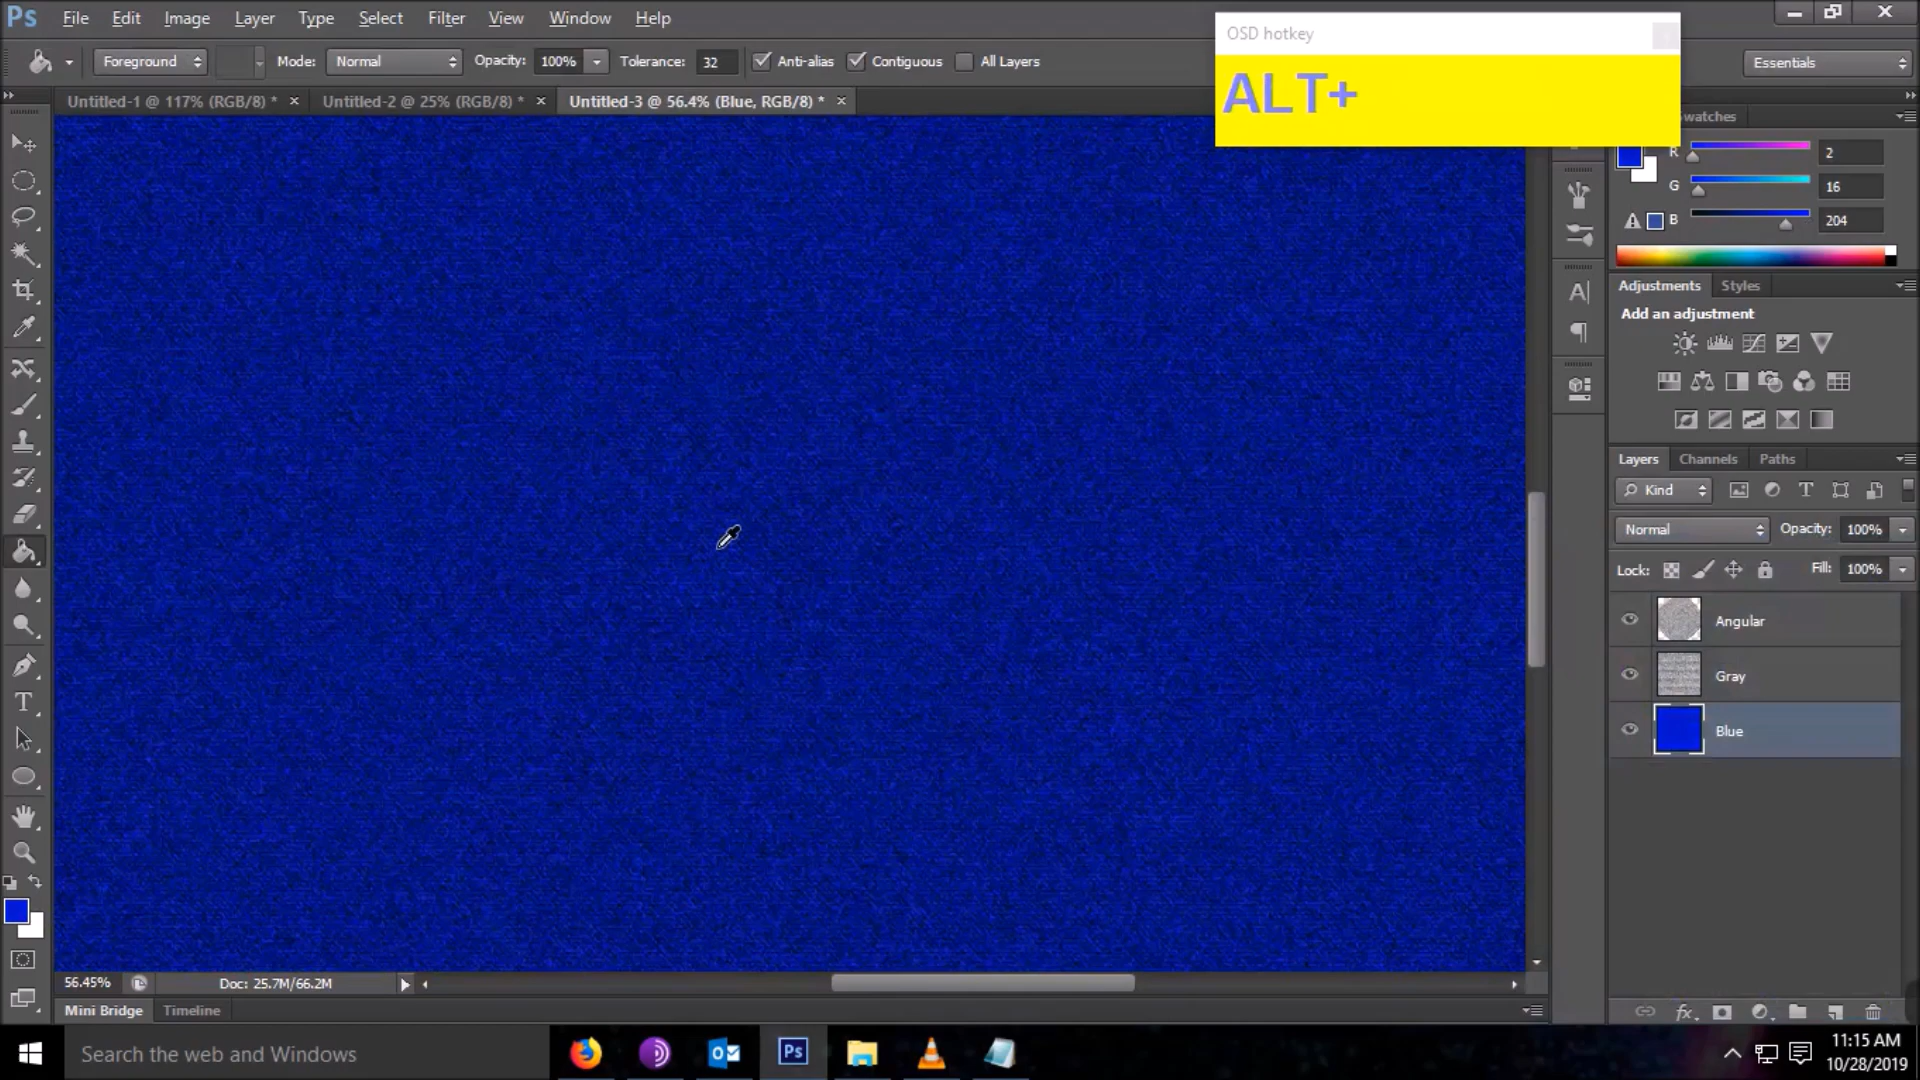 Ps File Edit Image Layer Type Select Filter View Window Help
OSD hotkey
ALT+
Foreground Mode: Normal Opacity: 100% Tolerance: 32 Anti-alias Contiguous All Layers Essentials
Untitled-1 @ 117% (RGB/8) * Untitled-2 @ 25% (RGB/8) * Untitled-3 @ 56.4% (Blue, RGB/8) *
Swatches
R 2
G 16
B 204
Adjustments Styles
Add an adjustment
Layers Channels Paths
Kind
Normal Opacity: 100%
Lock: Fill: 100%
Angular
Gray
Blue
56.45% Doc: 25.7M/66.2M
Mini Bridge Timeline
Search the web and Windows
11:15 AM
10/28/2019